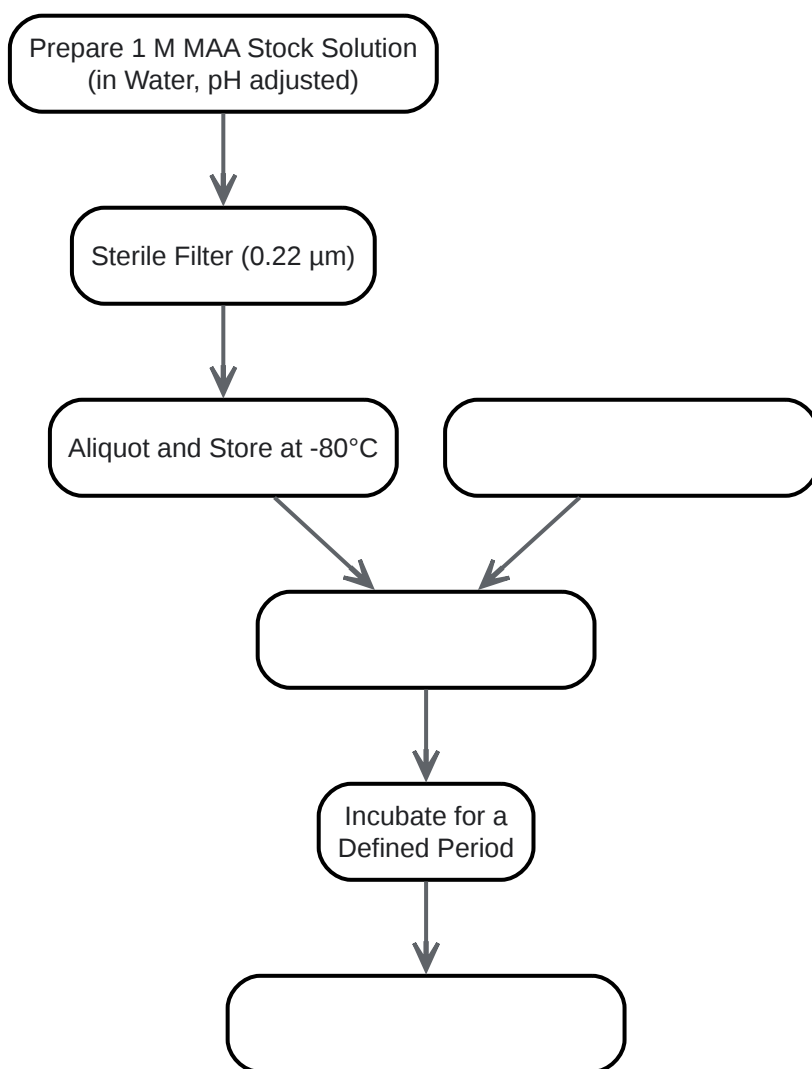 Prepare 1 M MAA Stock Solution
(in Water, pH adjusted)
Sterile Filter (0.22 µm)
Aliquot and Store at -80°C
Incubate for a
Defined Period